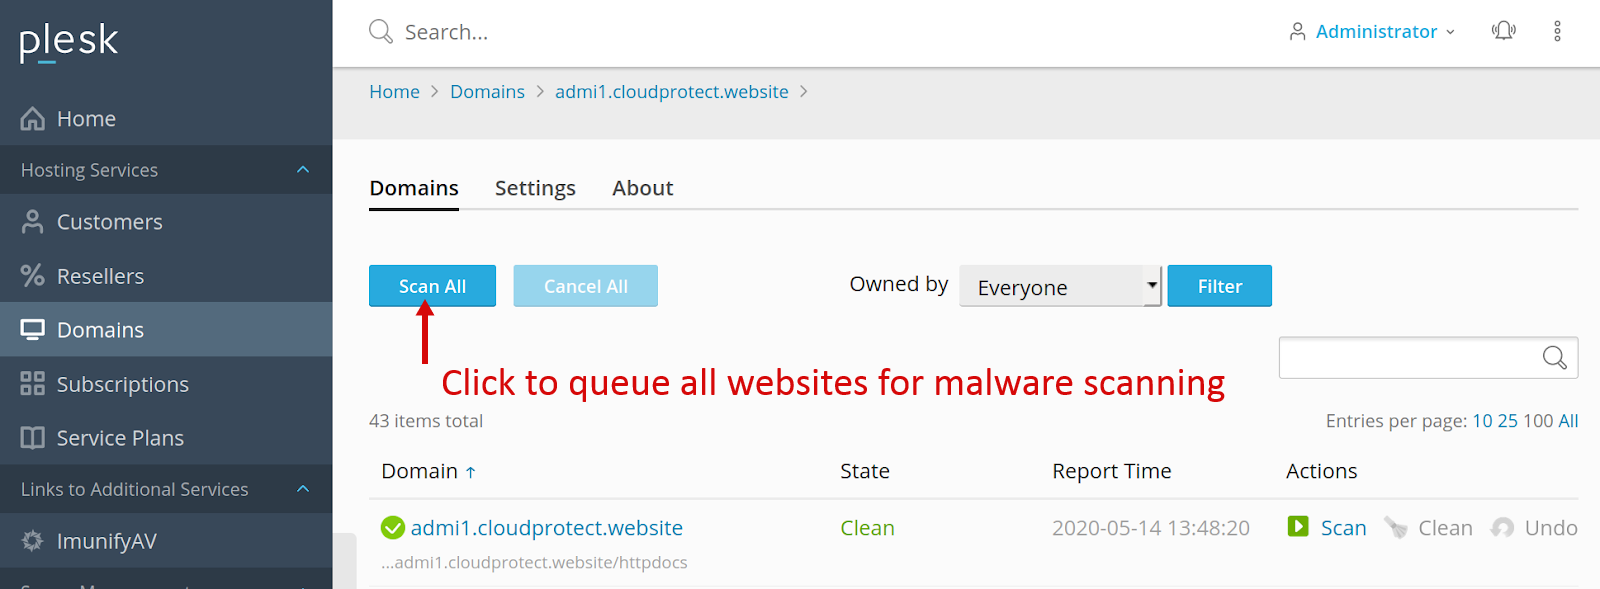 plesk
Search...
Administrator
Home > Domains > admi1.cloudprotect.website >
Home
Hosting Services
Customers
Resellers
Domains
Subscriptions
Service Plans
Links to Additional Services
ImunifyAV
Domains Settings About
Scan All Cancel All Owned by Everyone Filter
Click to queue all websites for malware scanning
43 items total Entries per page: 10 25 100 All
Domain ↑ State Report Time Actions
admi1.cloudprotect.website Clean 2020-05-14 13:48:20 Scan Clean Undo
...admi1.cloudprotect.website/httpdocs